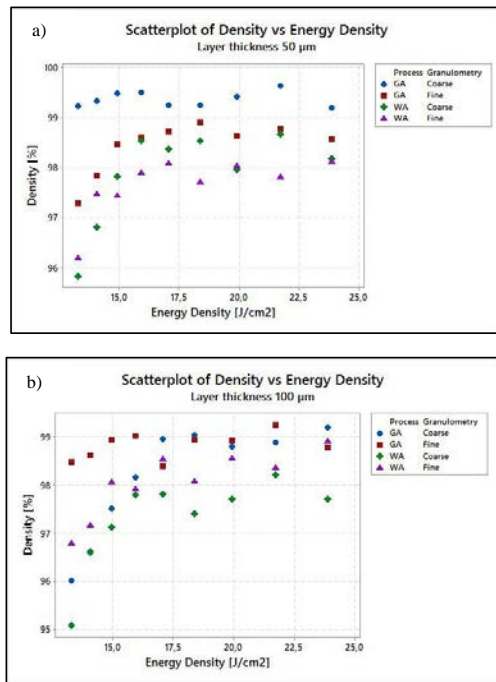 a)
Scatterplot of Density vs Energy Density
Layer thickness 50 µm
Process Granulometry
GA Coarse
GA Fine
WA Coarse
WA Fine
Density [%]
100
99
98
97
96
15,0 17,5 20,0 22,5 25,0
Energy Density [J/cm2]
b)
Scatterplot of Density vs Energy Density
Layer thickness 100 µm
Process Granulometry
GA Coarse
GA Fine
WA Coarse
WA Fine
Density [%]
99
98
97
96
95
15,0 17,5 20,0 22,5 25,0
Energy Density [J/cm2]